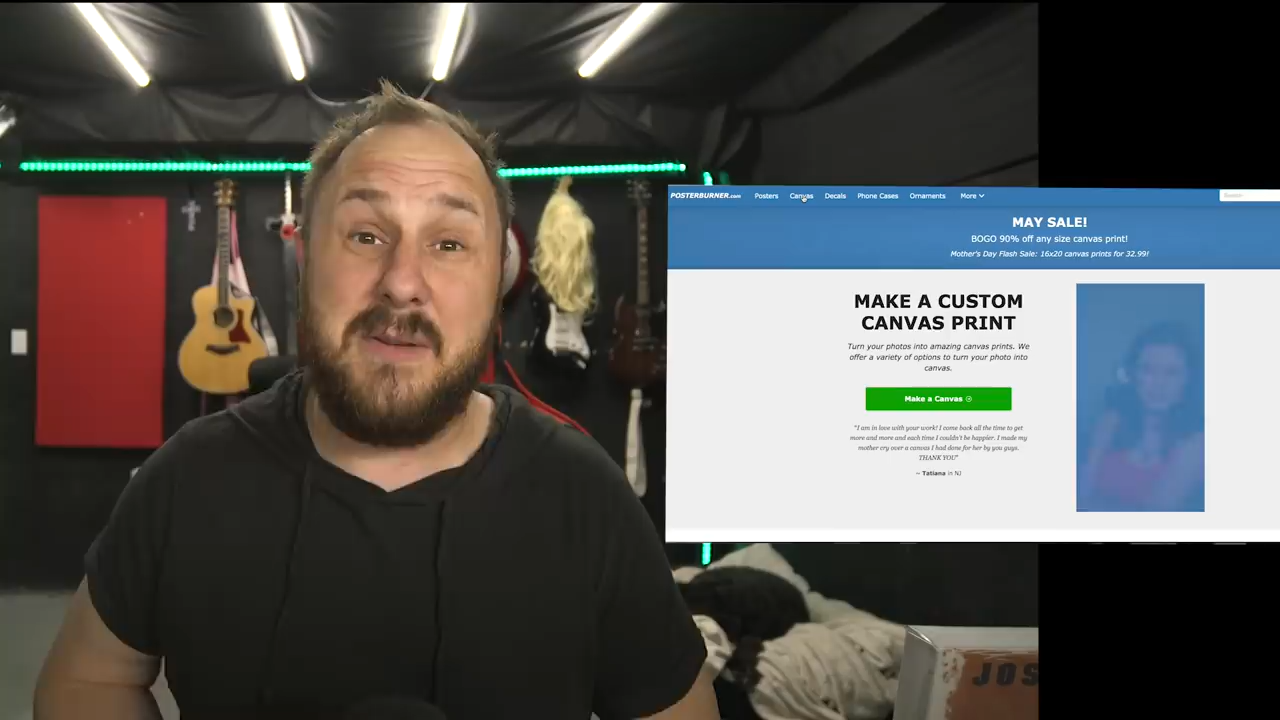 POSTERBURNER.com Posters Canvas Decals Phone Cases Ornaments More
MAY SALE!
BOGO 90% off any size canvas print!
Mother's Day Flash Sale: 16x20 canvas prints for 32.99!
MAKE A CUSTOM
CANVAS PRINT
Turn your photos into amazing canvas prints. We
offer a variety of options to turn your photo into
canvas.
Make a Canvas
"I am in love with your work! I come back all the time to get
more and more and each time I couldn't be happier. I made my
mother cry over a canvas I had done for her by you guys.
THANK YOU"
— Tatiana in NJ
JOS